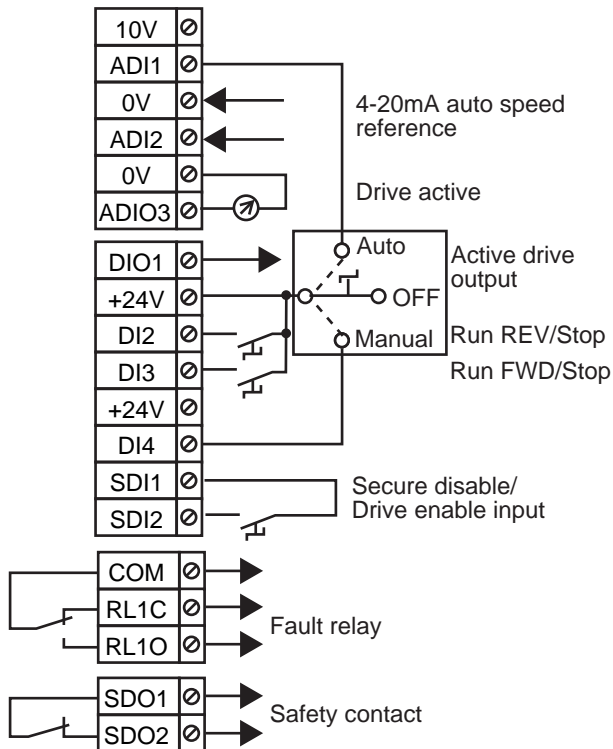 10V
ADI1
0V
4-20mA auto speed
reference
ADI2
0V
Drive active
ADIO3
DIO1
Auto
Active drive
output
+24V
OFF
DI2
Manual
Run REV/Stop
DI3
Run FWD/Stop
+24V
DI4
SDI1
Secure disable/
Drive enable input
SDI2
COM
RL1C
Fault relay
RL1O
SDO1
Safety contact
SDO2